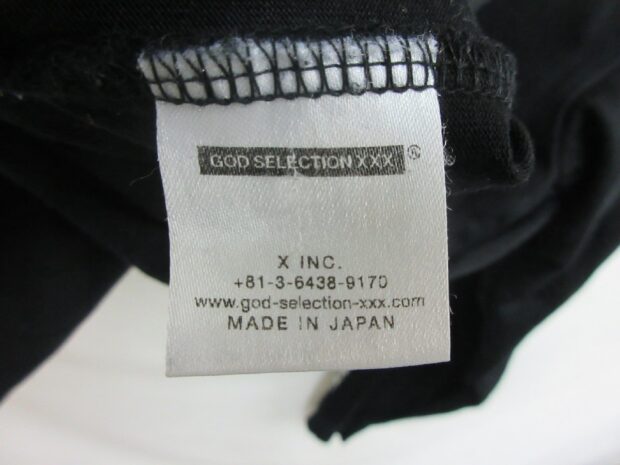 GOD SELECTION XXX ®
X INC.
+81-3-6438-9170
www.god-selection-xxx.com
MADE IN JAPAN